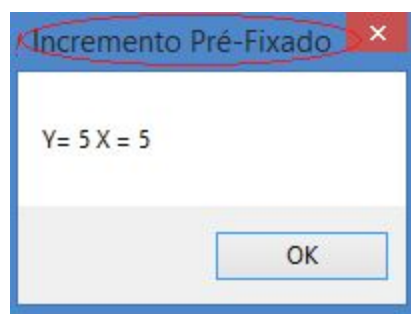 Incremento Pré-Fixado
Y= 5 X = 5
OK